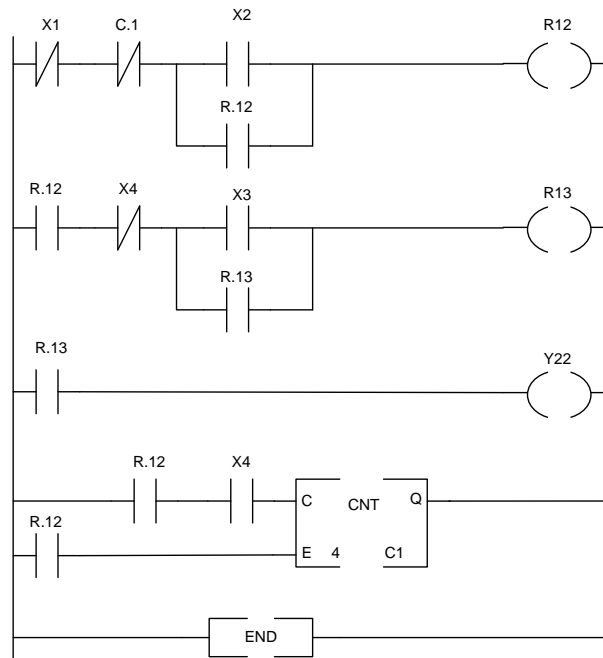 X1 C.1 X2 R12
R.12
R.12 X4 X3 R13
R.13
R.13 Y22
R.12 X4
C CNT Q
R.12
E 4 C1
END